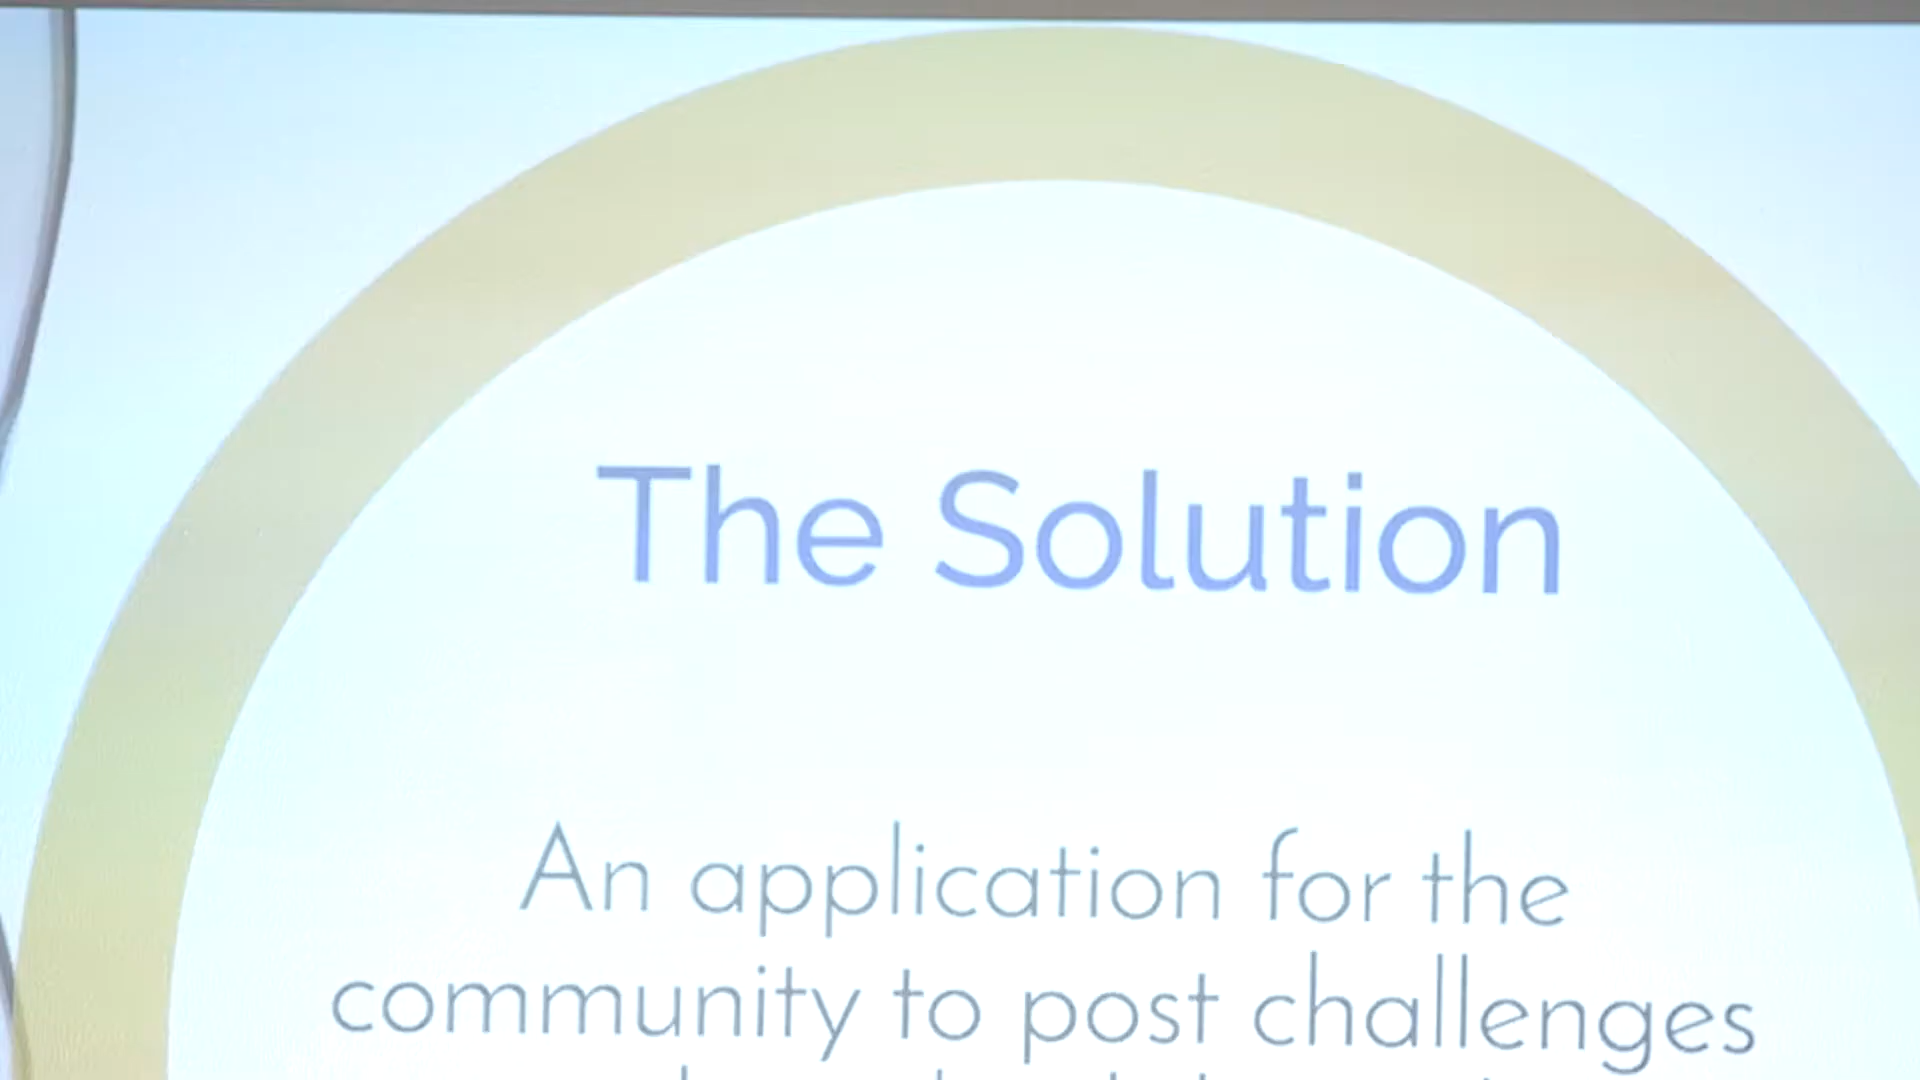 The Solution
An application for the
community to post challenges